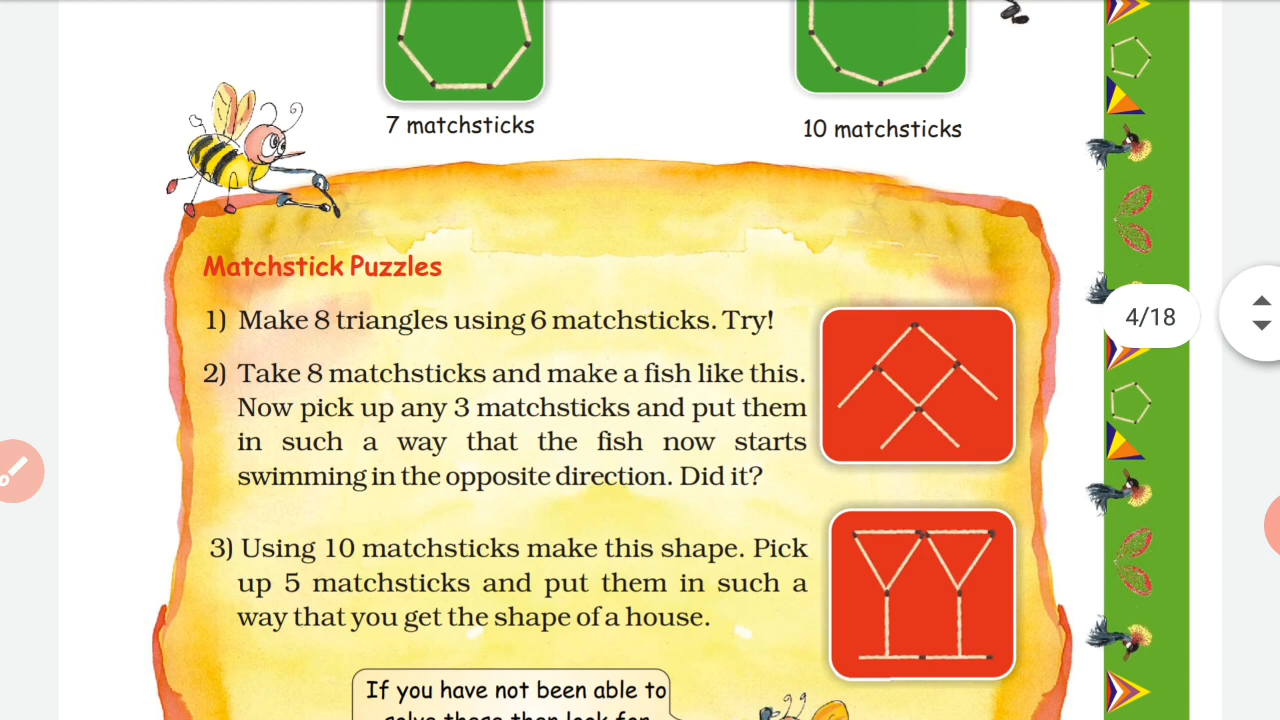 7 matchsticks
10 matchsticks
Matchstick Puzzles
1) Make 8 triangles using 6 matchsticks. Try!
4/18
2) Take 8 matchsticks and make a fish like this.
Now pick up any 3 matchsticks and put them
in such a way that the fish now starts
swimming in the opposite direction. Did it?
3) Using 10 matchsticks make this shape. Pick
up 5 matchsticks and put them in such a
way that you get the shape of a house.
If you have not been able to